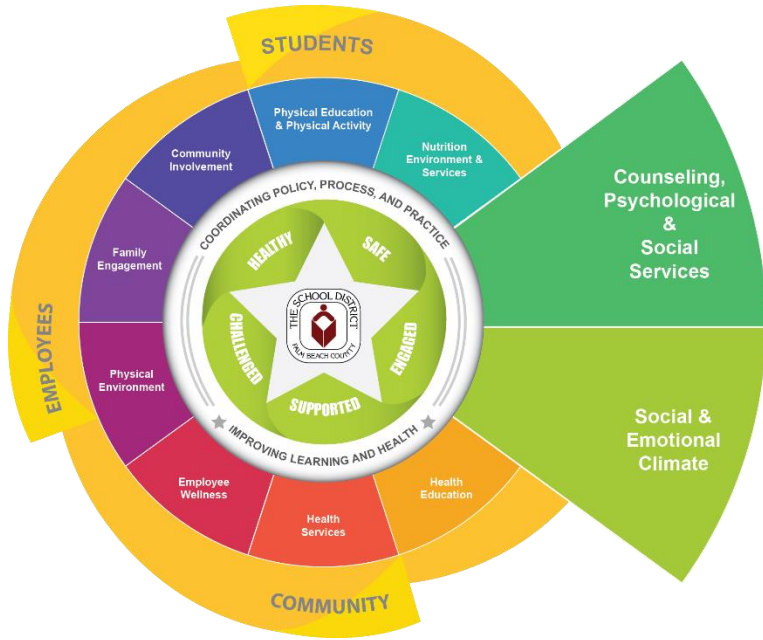 STUDENTS
Physical Education
& Physical Activity
Nutrition
Environment &
Services
Counseling,
Psychological
&
Social
Services
Social &
Emotional
Climate
Health
Education
Health
Services
Employee
Wellness
Physical
Environment
Family
Engagement
Community
Involvement
EMPLOYEES
COMMUNITY
COORDINATING POLICY, PROCESS, AND PRACTICE
IMPROVING LEARNING AND HEALTH
HEALTHY
SAFE
ENGAGED
SUPPORTED
CHALLENGED
THE SCHOOL DISTRICT
PALM BEACH COUNTY